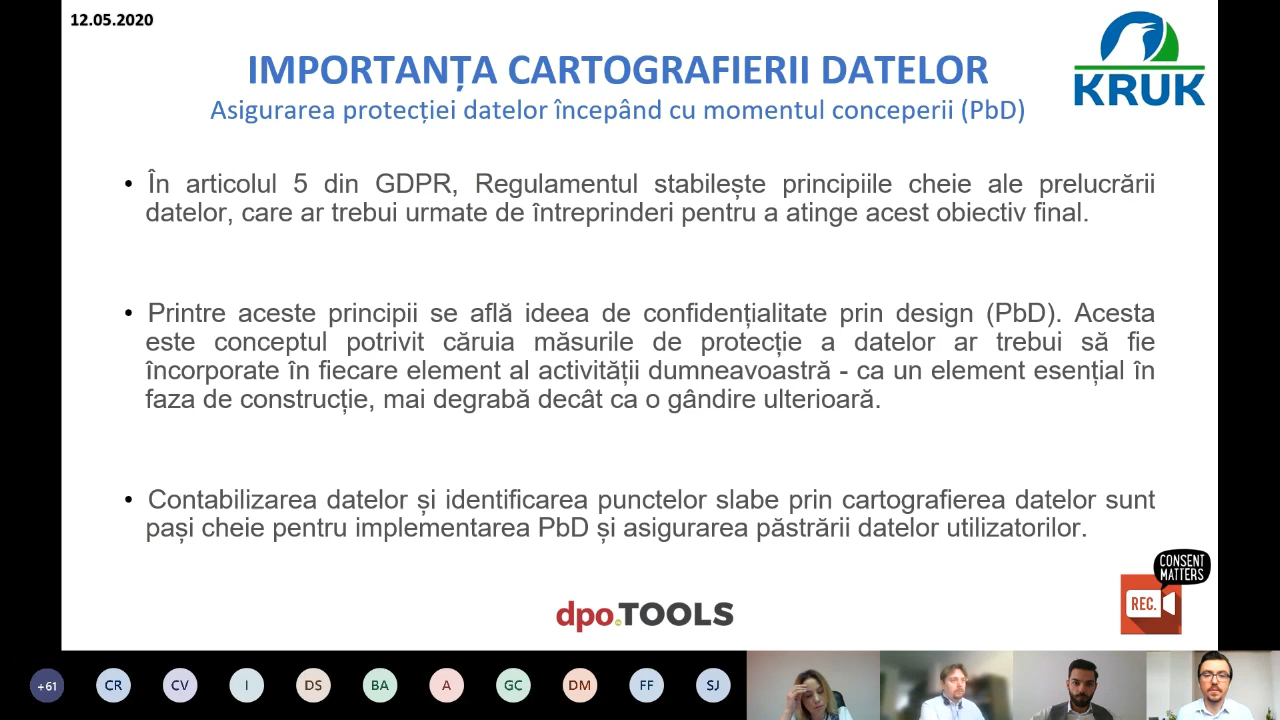 12.05.2020
KRUK
IMPORTANȚA CARTOGRAFIERII DATELOR
Asigurarea protecției datelor începând cu momentul conceperii (PbD)
• În articolul 5 din GDPR, Regulamentul stabilește principiile cheie ale prelucrării
datelor, care ar trebui urmate de întreprinderi pentru a atinge acest obiectiv final.
• Printre aceste principii se află ideea de confidențialitate prin design (PbD). Acesta
este conceptul potrivit căruia măsurile de protecție a datelor ar trebui să fie
încorporate în fiecare element al activității dumneavoastră - ca un element esențial în
faza de construcție, mai degrabă decât ca o gândire ulterioară.
• Contabilizarea datelor și identificarea punctelor slabe prin cartografierea datelor sunt
pași cheie pentru implementarea PbD și asigurarea păstrării datelor utilizatorilor.
CONSENT
MATTERS
REC.
dpo.TOOLS
+61 CR CV I DS BA A GC DM FF SJ